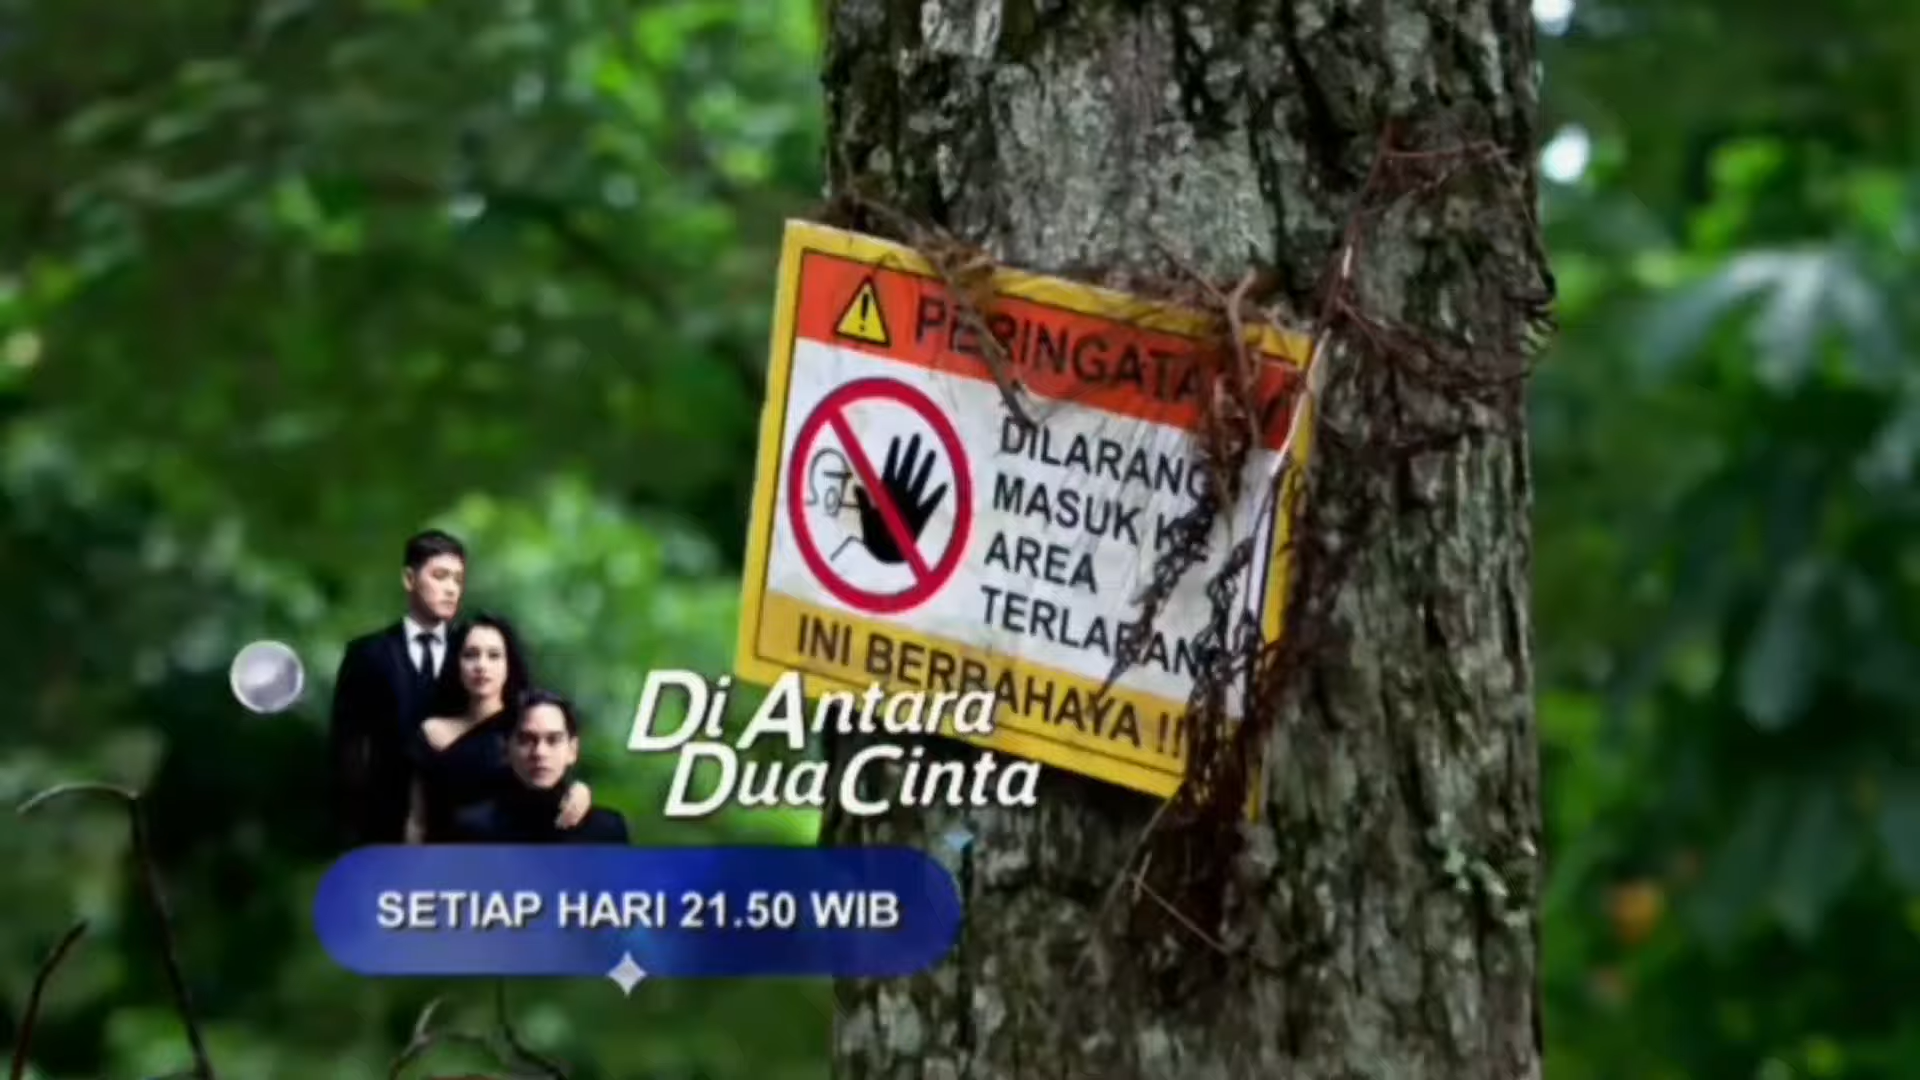 PERINGATAN
DILARANG
MASUK KE
AREA
TERLARANG
INI BERBAHAYA !!
Di Antara
Dua Cinta
SETIAP HARI 21.50 WIB